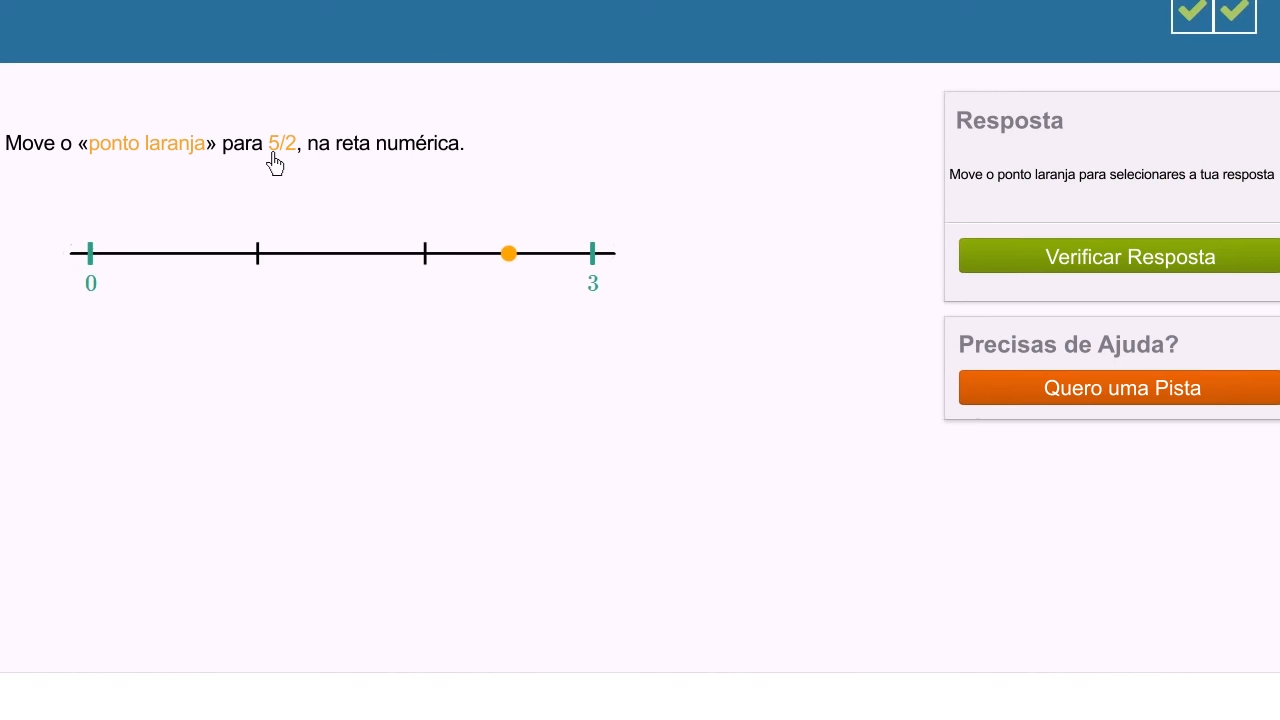 Move o «ponto laranja» para 5/2, na reta numérica.
0
3
Resposta
Move o ponto laranja para selecionares a tua resposta
Verificar Resposta
Precisas de Ajuda?
Quero uma Pista